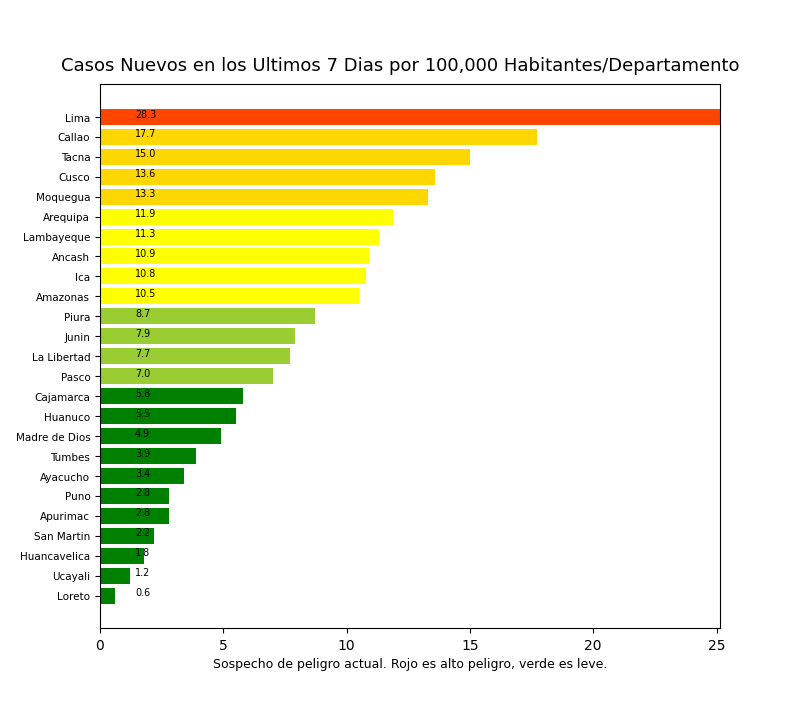 Casos Nuevos en los Ultimos 7 Dias por 100,000 Habitantes/Departamento
Lima 28.3
Callao 17.7
Tacna 15.0
Cusco 13.6
Moquegua 13.3
Arequipa 11.9
Lambayeque 11.3
Ancash 10.9
Ica 10.8
Amazonas 10.5
Piura 8.7
Junin 7.9
La Libertad 7.7
Pasco 7.0
Cajamarca 5.8
Huanuco 5.5
Madre de Dios 4.9
Tumbes 3.9
Ayacucho 3.4
Puno 2.8
Apurimac 2.8
San Martin 2.2
Huancavelica 1.8
Ucayali 1.2
Loreto 0.6
0 5 10 15 20 25
Sospecho de peligro actual. Rojo es alto peligro, verde es leve.